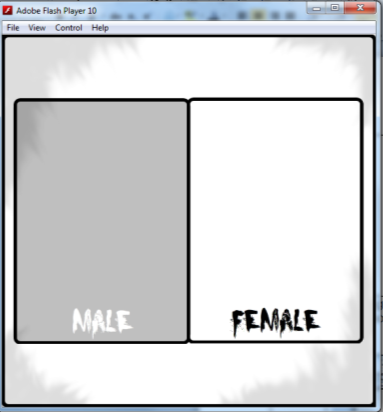 Adobe Flash Player 10
File View Control Help
MALE FEMALE